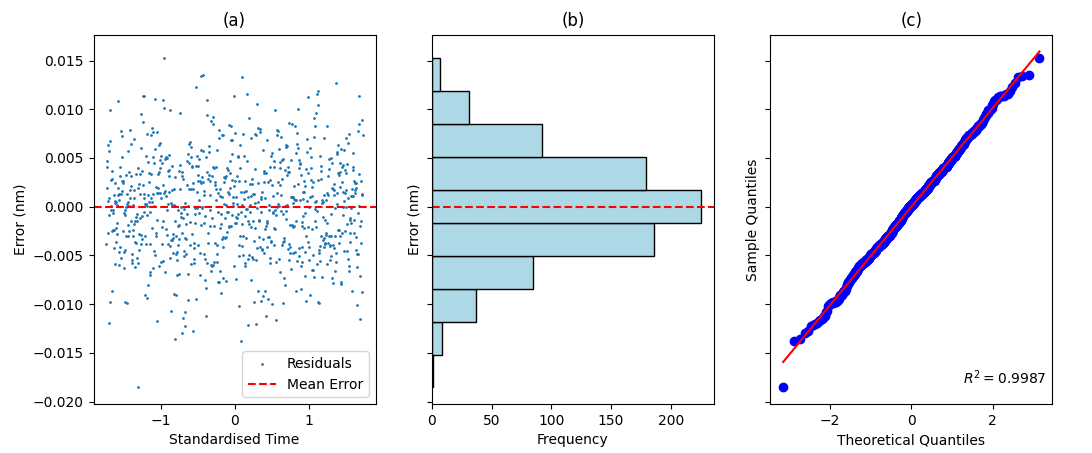 (a)
(b)
(c)
0.015
0.010
0.005
0.000
−0.005
−0.010
−0.015
−0.020
Error (nm)
Residuals
Mean Error
−1
0
1
Standardised Time
Error (nm)
0
50
100
150
200
Frequency
Sample Quantiles
R² = 0.9987
−2
0
2
Theoretical Quantiles